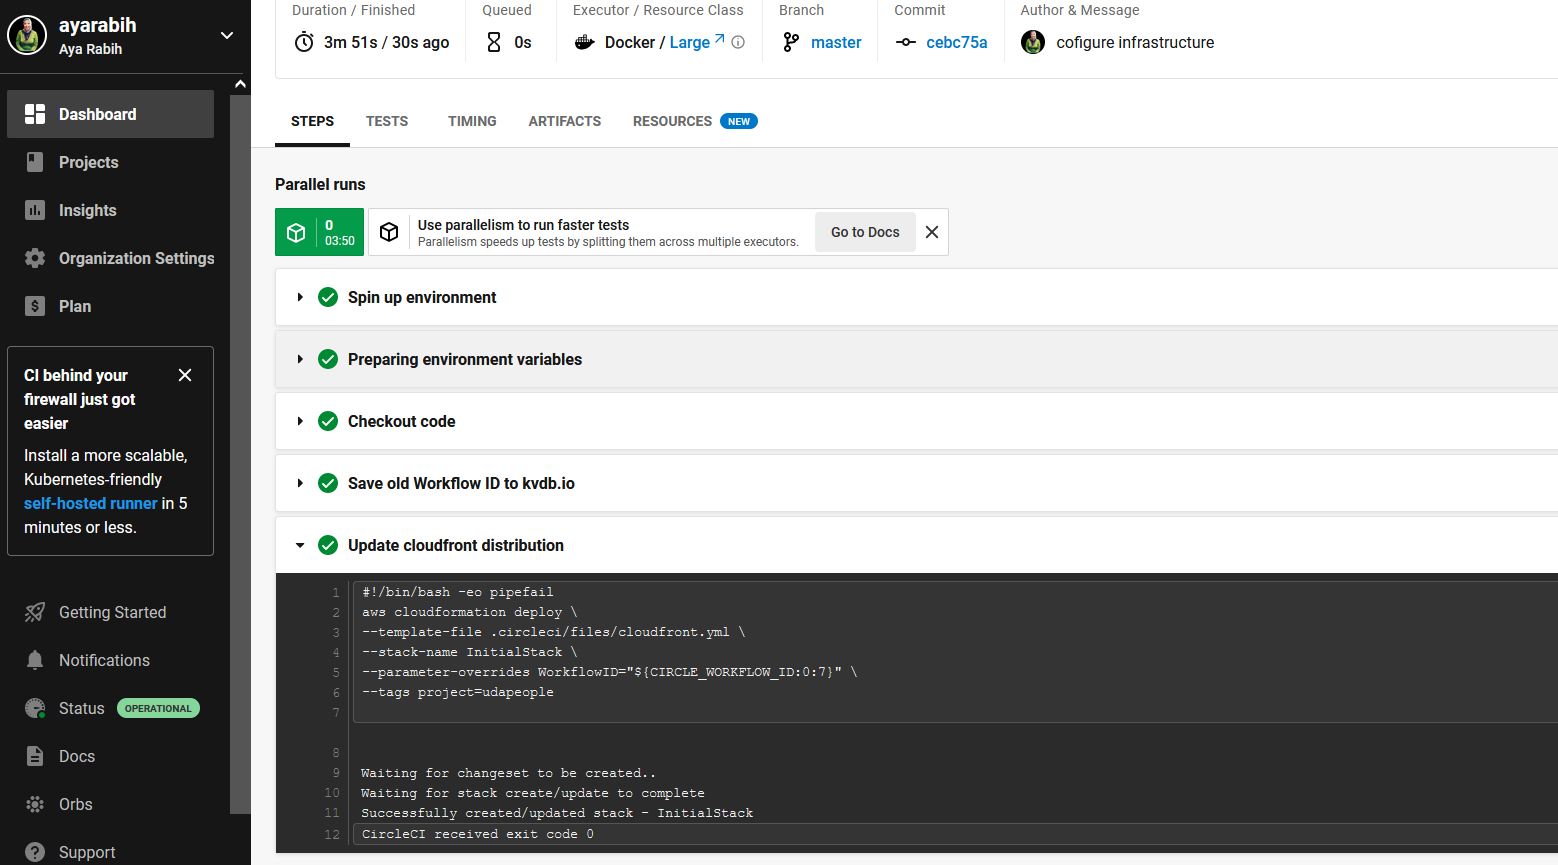 ayarabih
Aya Rabih
Dashboard
Projects
Insights
Organization Settings
Plan
CI behind your
firewall just got
easier
Install a more scalable,
Kubernetes-friendly
self-hosted runner in 5
minutes or less.
Getting Started
Notifications
Status OPERATIONAL
Docs
Orbs
Support
Duration / Finished
3m 51s / 30s ago
Queued
0s
Executor / Resource Class
Docker / Large
Branch
master
Commit
cebc75a
Author & Message
cofigure infrastructure
STEPS TESTS TIMING ARTIFACTS RESOURCES NEW
Parallel runs
0
03:50
Use parallelism to run faster tests
Parallelism speeds up tests by splitting them across multiple executors.
Go to Docs
Spin up environment
Preparing environment variables
Checkout code
Save old Workflow ID to kvdb.io
Update cloudfront distribution
1 #!/bin/bash -eo pipefail
2 aws cloudformation deploy \
3 --template-file .circleci/files/cloudfront.yml \
4 --stack-name InitialStack \
5 --parameter-overrides WorkflowID="${CIRCLE_WORKFLOW_ID:0:7}" \
6 --tags project=udapeople
7
8
9 Waiting for changeset to be created..
10 Waiting for stack create/update to complete
11 Successfully created/updated stack - InitialStack
12 CircleCI received exit code 0